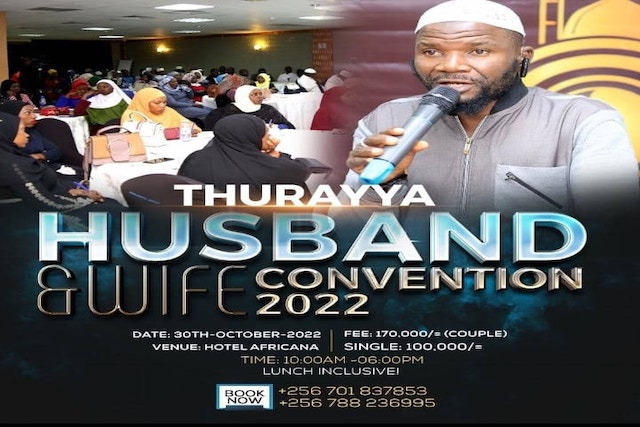 THURAYYA
HUSBAND
&WIFE CONVENTION
2022
DATE: 30TH-OCTOBER-2022 FEE: 170.000/= (COUPLE)
VENUE: HOTEL AFRICANA SINGLE: 100,000/=
TIME: 10:00AM -06:00PM
LUNCH INCLUSIVE!
BOOK NOW
+256 701 837853
+256 788 236995